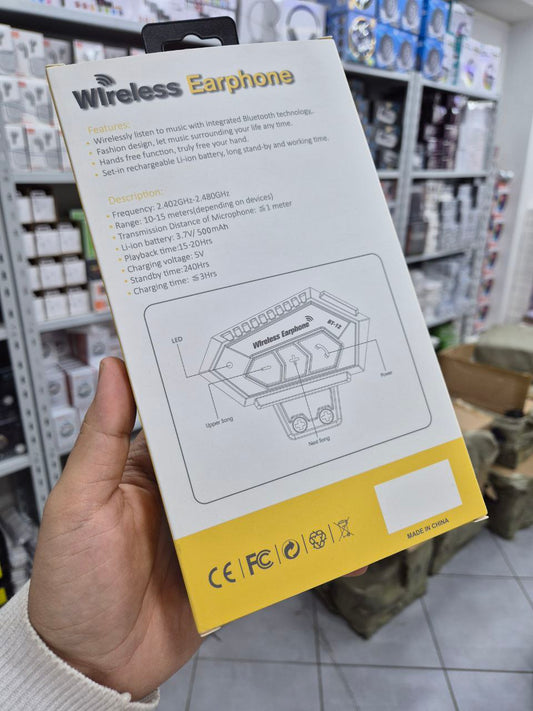 Wireless Earphone
Features:
• Wirelessly listen to music with integrated Bluetooth technology,
• Fashion design, let music surrounding your life any time.
• Hands free function, truly free your hand.
• Set-in rechargeable Li-ion battery, long stand-by and working time.
Description:
• Frequency: 2.402GHz-2.480GHz
• Range: 10-15 meters(depending on devices)
• Transmission Distance of Microphone: ≦1 meter
• Li-ion battery: 3.7V/ 500mAh
• Playback time:15-20Hrs
• Charging voltage: 5V
• Standby time:240Hrs
• Charging time: ≦3Hrs
LED
Wireless Earphone
BT-12
Power
Upper Song
Next Song
CE FC
MADE IN CHINA